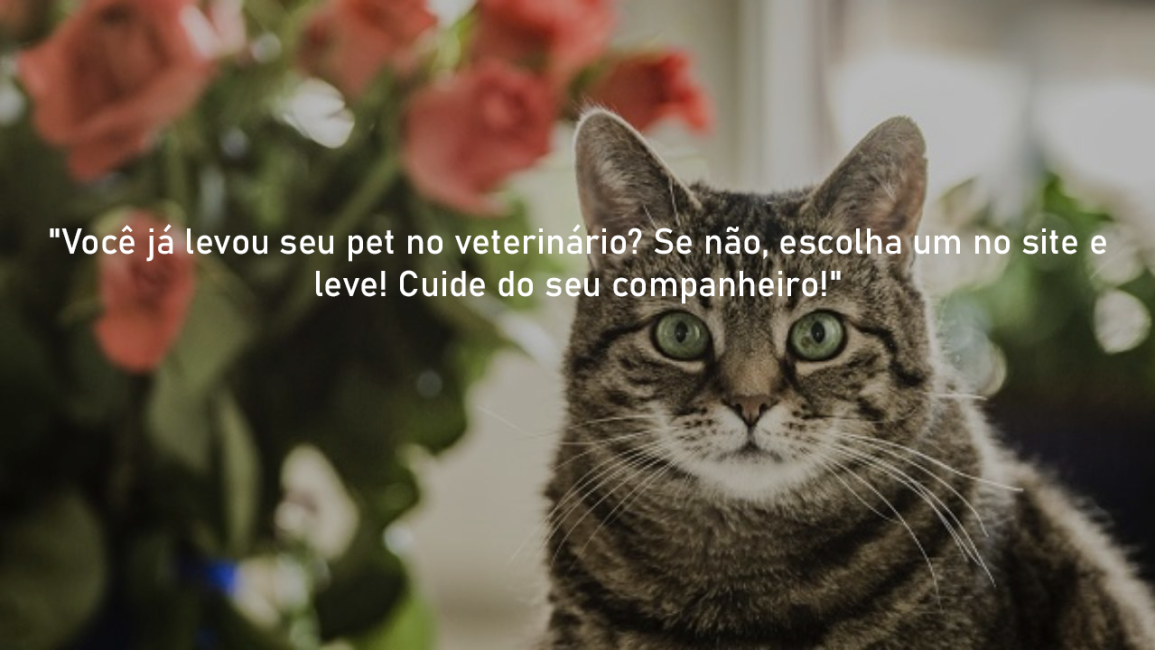 "Você já levou seu pet no veterinário? Se não, escolha um no site e
leve! Cuide do seu companheiro!"